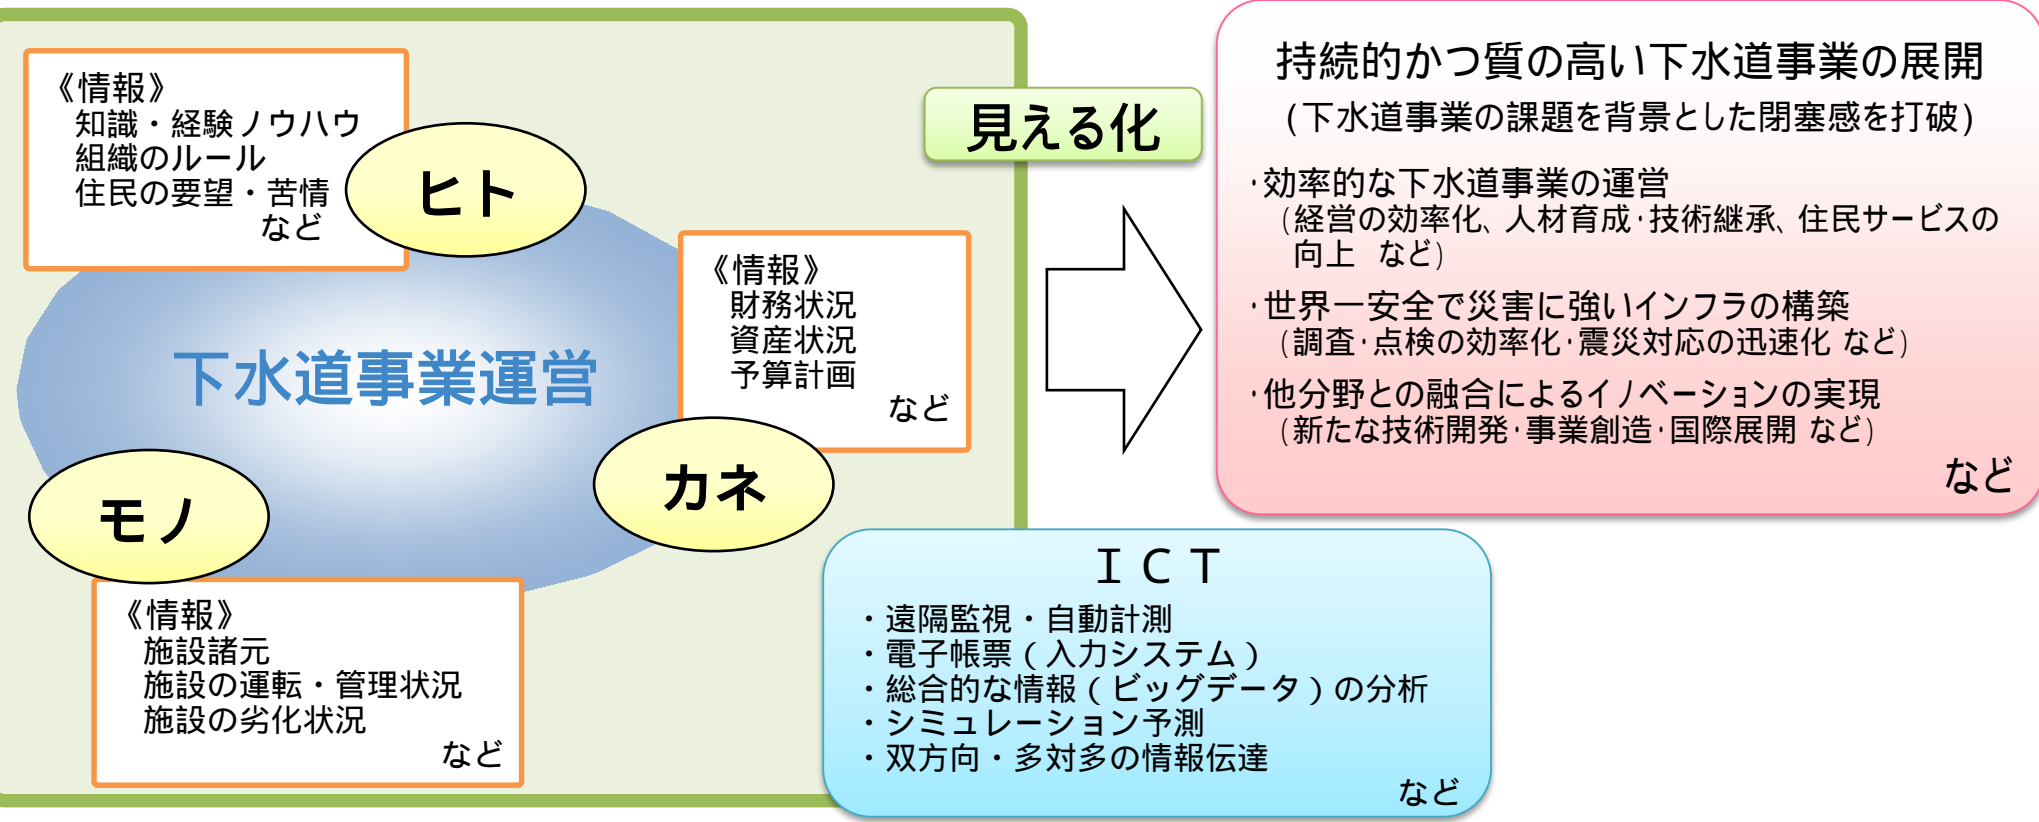 《情報》
知識・経験ノウハウ
組織のルール
住民の要望・苦情
など
ヒト
《情報》
財務状況
資産状況
予算計画
など
カネ
下水道事業運営
モノ
《情報》
施設諸元
施設の運転・管理状況
施設の劣化状況
など
見える化
ＩＣＴ
・遠隔監視・自動計測
・電子帳票（入力システム）
・総合的な情報（ビッグデータ）の分析
・シミュレーション予測
・双方向・多対多の情報伝達
など
持続的かつ質の高い下水道事業の展開
(下水道事業の課題を背景とした閉塞感を打破)
・効率的な下水道事業の運営
(経営の効率化、人材育成・技術継承、住民サービスの
向上 など)
・世界一安全で災害に強いインフラの構築
(調査・点検の効率化・震災対応の迅速化 など)
・他分野との融合によるイノベーションの実現
(新たな技術開発・事業創造・国際展開 など)
など